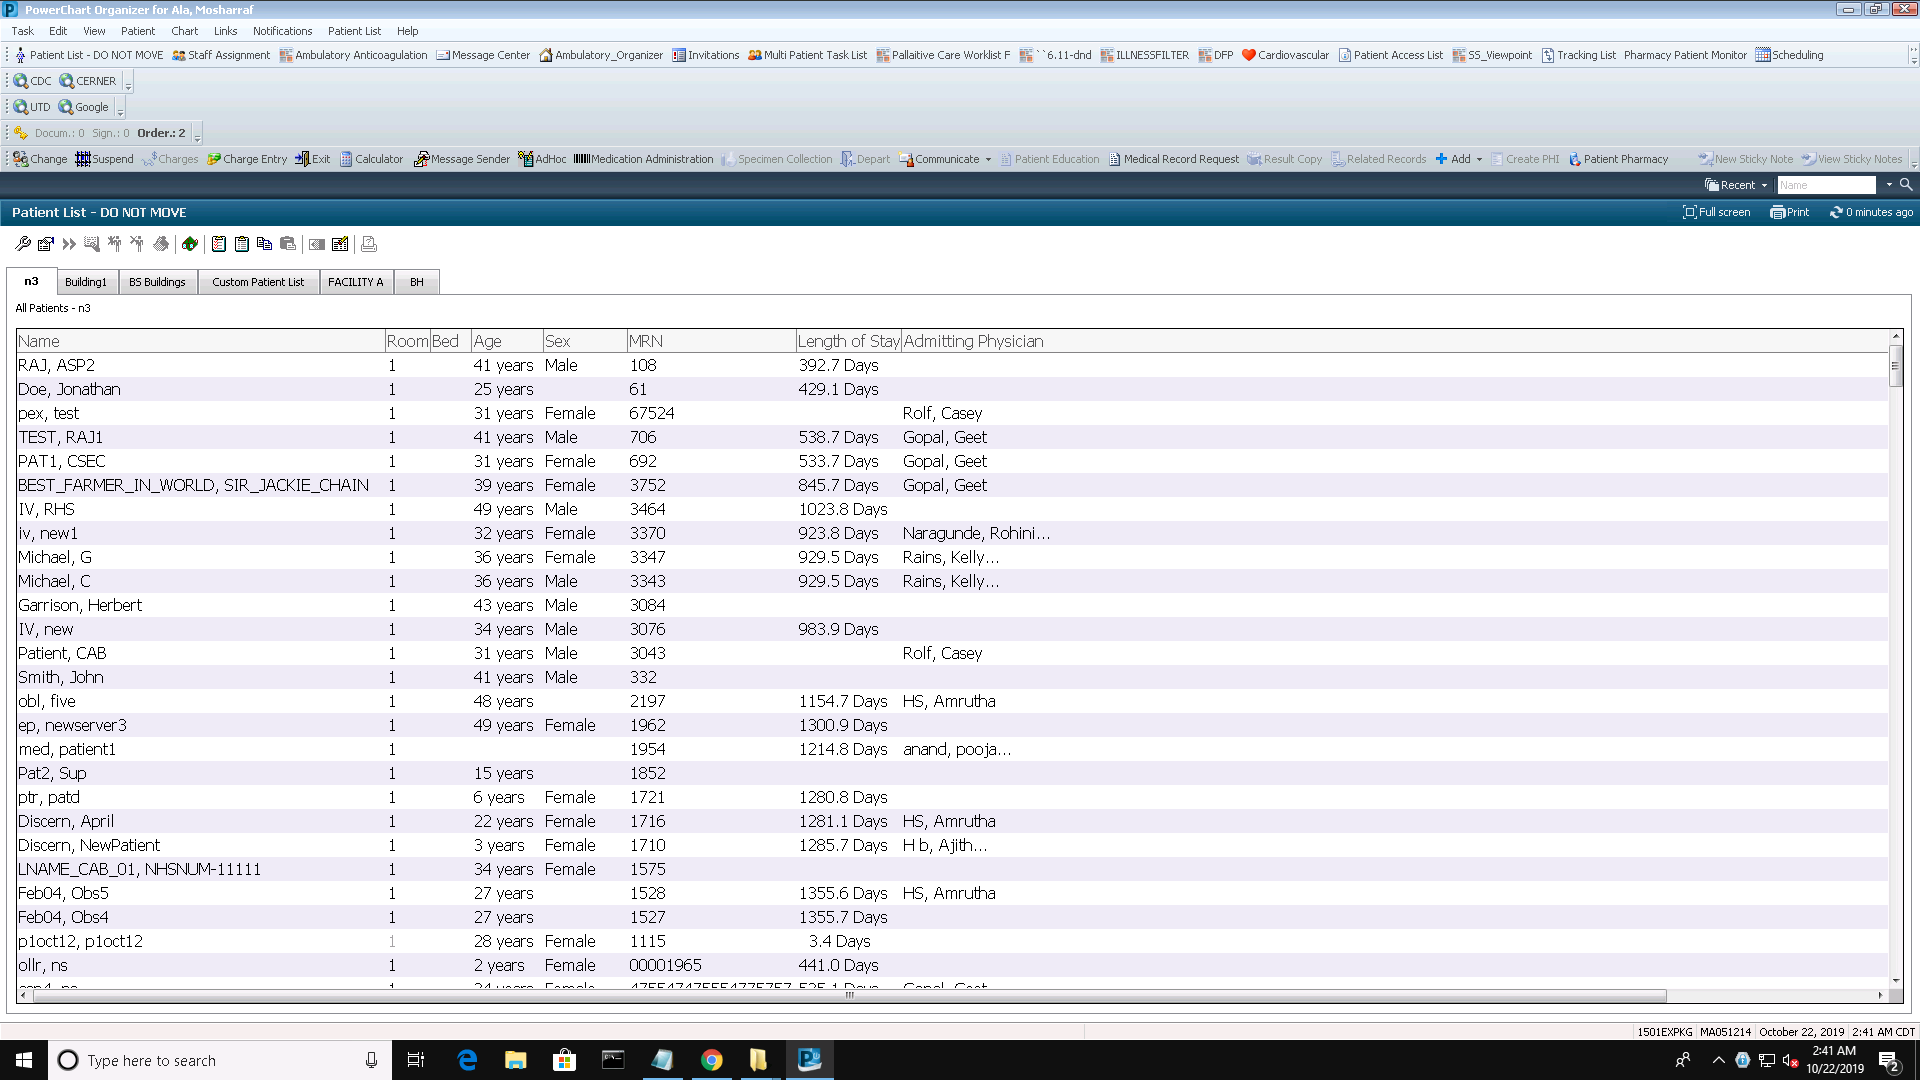 PowerChart Organizer for Ala, Mosharraf
Task Edit View Patient Chart Links Notifications Patient List Help
Patient List - DO NOT MOVE Staff Assignment Ambulatory Anticoagulation Message Center Ambulatory_Organizer Invitations Multi Patient Task List Pallaitive Care Worklist F ``6.11-dnd ILLNESSFILTER DFP Cardiovascular Patient Access List SS_Viewpoint Tracking List Pharmacy Patient Monitor Scheduling
CDC CERNER
UTD Google
Docum.: 0 Sign.: 0 Order.: 2
Change Suspend Charges Charge Entry Exit Calculator Message Sender AdHoc Medication Administration Specimen Collection Depart Communicate Patient Education Medical Record Request Result Copy Related Records Add Create PHI Patient Pharmacy New Sticky Note View Sticky Notes
Recent Name
Patient List - DO NOT MOVE Full screen Print 0 minutes ago
n3 Building1 BS Buildings Custom Patient List FACILITY A BH
All Patients - n3
Name Room Bed Age Sex MRN Length of Stay Admitting Physician
RAJ, ASP2 1 41 years Male 108 392.7 Days
Doe, Jonathan 1 25 years 61 429.1 Days
pex, test 1 31 years Female 67524 Rolf, Casey
TEST, RAJ1 1 41 years Male 706 538.7 Days Gopal, Geet
PAT1, CSEC 1 31 years Female 692 533.7 Days Gopal, Geet
BEST_FARMER_IN_WORLD, SIR_JACKIE_CHAIN 1 39 years Female 3752 845.7 Days Gopal, Geet
IV, RHS 1 49 years Male 3464 1023.8 Days
iv, new1 1 32 years Female 3370 923.8 Days Naragunde, Rohini...
Michael, G 1 36 years Female 3347 929.5 Days Rains, Kelly...
Michael, C 1 36 years Male 3343 929.5 Days Rains, Kelly...
Garrison, Herbert 1 43 years Male 3084
IV, new 1 34 years Male 3076 983.9 Days
Patient, CAB 1 31 years Male 3043 Rolf, Casey
Smith, John 1 41 years Male 332
obl, five 1 48 years 2197 1154.7 Days HS, Amrutha
ep, newserver3 1 49 years Female 1962 1300.9 Days
med, patient1 1 1954 1214.8 Days anand, pooja...
Pat2, Sup 1 15 years 1852
ptr, patd 1 6 years Female 1721 1280.8 Days
Discern, April 1 22 years Female 1716 1281.1 Days HS, Amrutha
Discern, NewPatient 1 3 years Female 1710 1285.7 Days H b, Ajith...
LNAME_CAB_01, NHSNUM-11111 1 34 years Female 1575
Feb04, Obs5 1 27 years 1528 1355.6 Days HS, Amrutha
Feb04, Obs4 1 27 years 1527 1355.7 Days
p1oct12, p1oct12 1 28 years Female 1115 3.4 Days
ollr, ns 1 2 years Female 00001965 441.0 Days
1501EXPKG MA051214 October 22, 2019 2:41 AM CDT
Type here to search
2:41 AM
10/22/2019
2